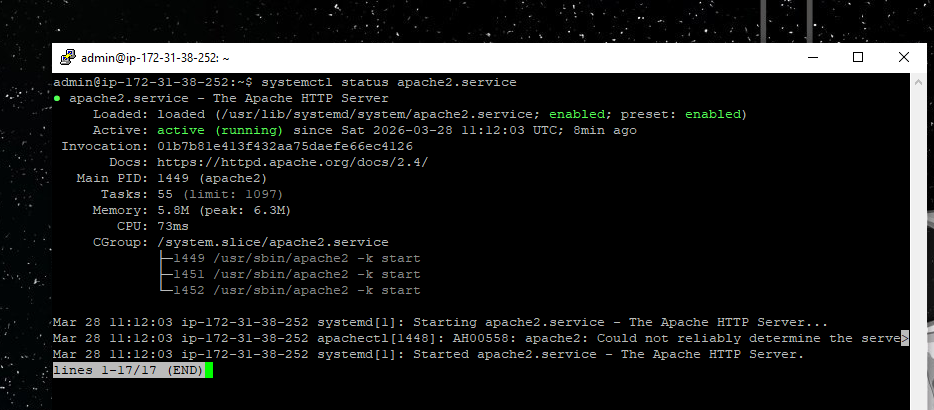 admin@ip-172-31-38-252: ~
admin@ip-172-31-38-252:~$ systemctl status apache2.service
● apache2.service - The Apache HTTP Server
Loaded: loaded (/usr/lib/systemd/system/apache2.service; enabled; preset: enabled)
Active: active (running) since Sat 2026-03-28 11:12:03 UTC; 8min ago
Invocation: 01b7b81e413f432aa75daefe66ec4126
Docs: https://httpd.apache.org/docs/2.4/
Main PID: 1449 (apache2)
Tasks: 55 (limit: 1097)
Memory: 5.8M (peak: 6.3M)
CPU: 73ms
CGroup: /system.slice/apache2.service
├─1449 /usr/sbin/apache2 -k start
├─1451 /usr/sbin/apache2 -k start
└─1452 /usr/sbin/apache2 -k start
Mar 28 11:12:03 ip-172-31-38-252 systemd[1]: Starting apache2.service - The Apache HTTP Server...
Mar 28 11:12:03 ip-172-31-38-252 apachectl[1448]: AH00558: apache2: Could not reliably determine the serve>
Mar 28 11:12:03 ip-172-31-38-252 systemd[1]: Started apache2.service - The Apache HTTP Server.
lines 1-17/17 (END)